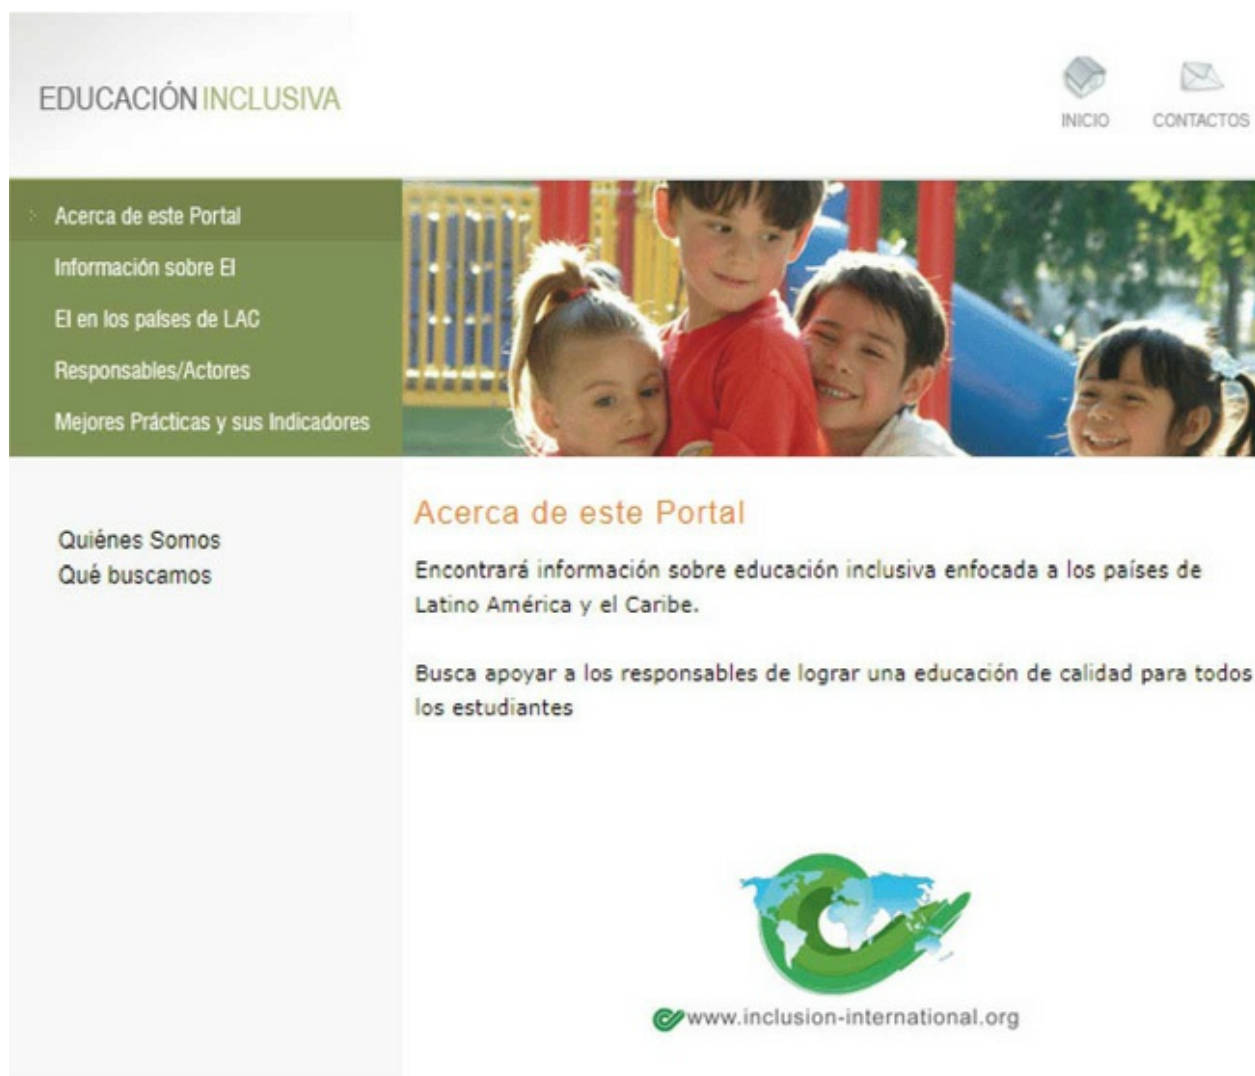 EDUCACIÓN INCLUSIVA
INICIO
CONTACTOS
Acerca de este Portal
Información sobre EI
EI en los países de LAC
Responsables/Actores
Mejores Prácticas y sus Indicadores
Quiénes Somos
Qué buscamos
Acerca de este Portal
Encontrará información sobre educación inclusiva enfocada a los países de
Latino América y el Caribe.
Busca apoyar a los responsables de lograr una educación de calidad para todos
los estudiantes
www.inclusion-international.org